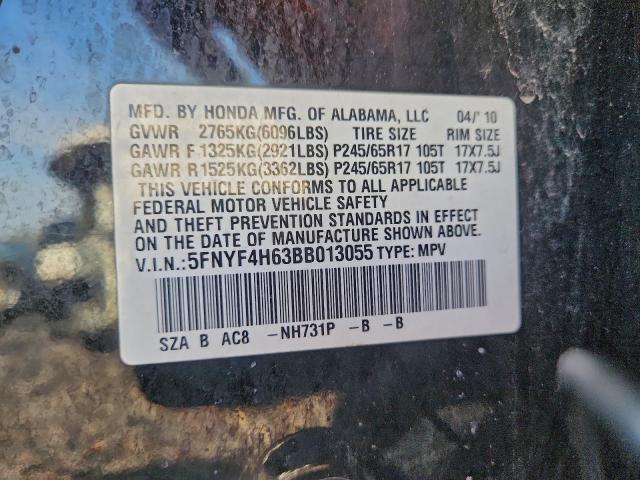 MFD. BY HONDA MFG. OF ALABAMA, LLC 04/'10
GVWR 2765KG(6096LBS) TIRE SIZE RIM SIZE
GAWR F 1325KG(2921LBS) P245/65R17 105T 17X7.5J
GAWR R 1525KG(3362LBS) P245/65R17 105T 17X7.5J
THIS VEHICLE CONFORMS TO ALL APPLICABLE
FEDERAL MOTOR VEHICLE SAFETY
AND THEFT PREVENTION STANDARDS IN EFFECT
ON THE DATE OF MANUFACTURE SHOWN ABOVE.
V.I.N.:5FNYF4H63BB013055 TYPE: MPV
SZA B AC8 -NH731P -B -B